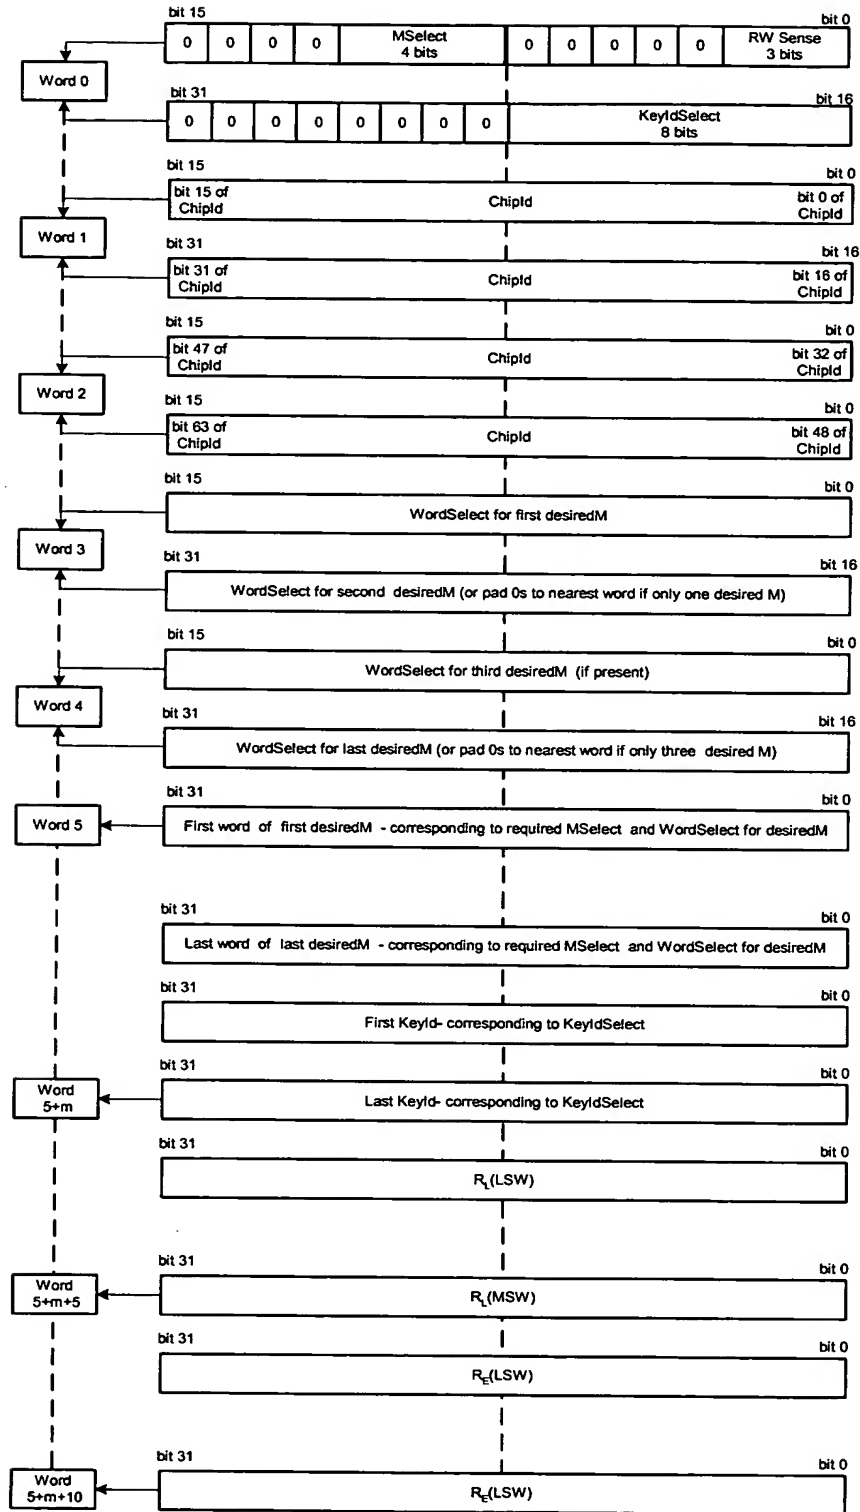 bit 15
bit 0
0 0 0 0 MSelect 4 bits 0 0 0 0 0 RW Sense 3 bits
Word 0
bit 31
bit 16
0 0 0 0 0 0 0 0 KeyIdSelect 8 bits
bit 15
bit 0
bit 15 of ChipId
ChipId
bit 0 of ChipId
Word 1
bit 31
bit 16
bit 31 of ChipId
ChipId
bit 16 of ChipId
bit 15
bit 0
bit 47 of ChipId
ChipId
bit 32 of ChipId
Word 2
bit 15
bit 0
bit 63 of ChipId
ChipId
bit 48 of ChipId
bit 15
bit 0
WordSelect for first desiredM
Word 3
bit 31
bit 16
WordSelect for second desiredM (or pad 0s to nearest word if only one desired M)
bit 15
bit 0
WordSelect for third desiredM (if present)
Word 4
bit 31
bit 16
WordSelect for last desiredM (or pad 0s to nearest word if only three desired M)
bit 31
bit 0
Word 5
First word of first desiredM - corresponding to required MSelect and WordSelect for desiredM
bit 31
bit 0
Last word of last desiredM - corresponding to required MSelect and WordSelect for desiredM
bit 31
bit 0
First KeyId- corresponding to KeyIdSelect
bit 31
bit 0
Word 5+m
Last KeyId- corresponding to KeyIdSelect
bit 31
bit 0
RL(LSW)
bit 31
bit 0
Word 5+m+5
RL(MSW)
bit 31
bit 0
RE(LSW)
bit 31
bit 0
Word 5+m+10
RE(LSW)